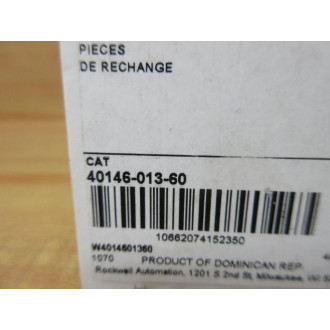 PIECES
DE RECHANGE
CAT
40146-013-60
10662074152350
W4014601360
1070 PRODUCT OF DOMINICAN REP.
Rockwell Automation, 1201 S 2nd St, Milwaukee, WI